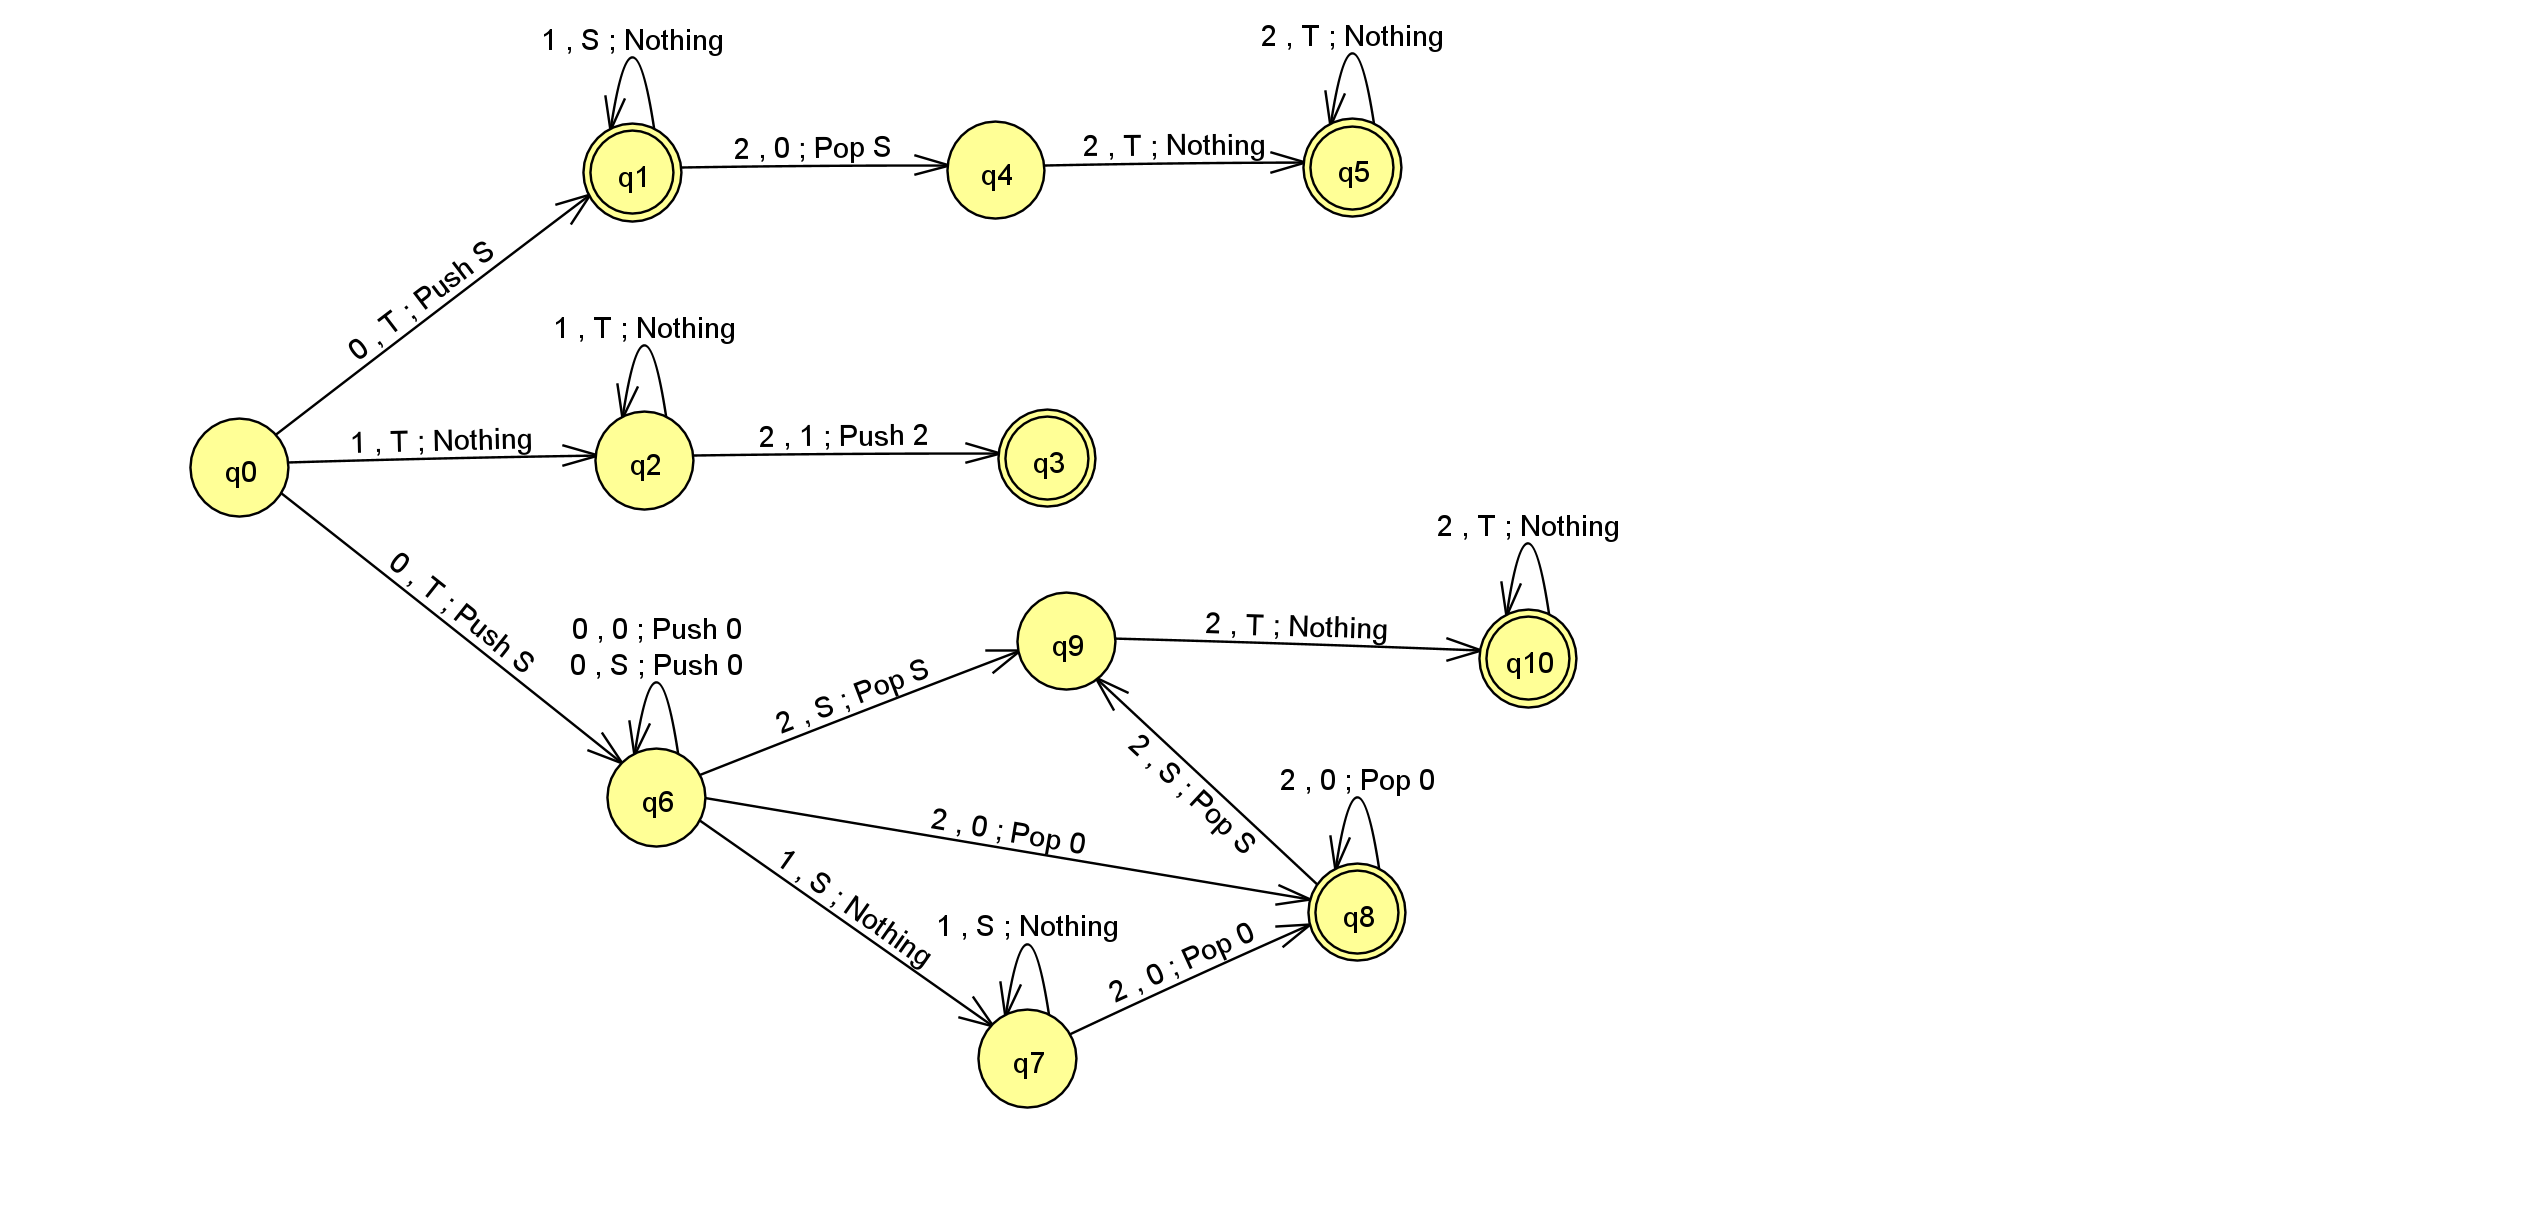 1 , S ; Nothing
2 , T ; Nothing
q1
2 , 0 ; Pop S
q4
2 , T ; Nothing
q5
0 , T ; Push S
1 , T ; Nothing
q0
1 , T ; Nothing
q2
2 , 1 ; Push 2
q3
0 , T ; Push S
2 , T ; Nothing
0 , 0 ; Push 0
0 , S ; Push 0
q6
2 , S ; Pop S
q9
2 , T ; Nothing
q10
2 , S ; Pop S
2 , 0 ; Pop 0
2 , 0 ; Pop 0
q8
1 , S ; Nothing
1 , S ; Nothing
q7
2 , 0 ; Pop 0